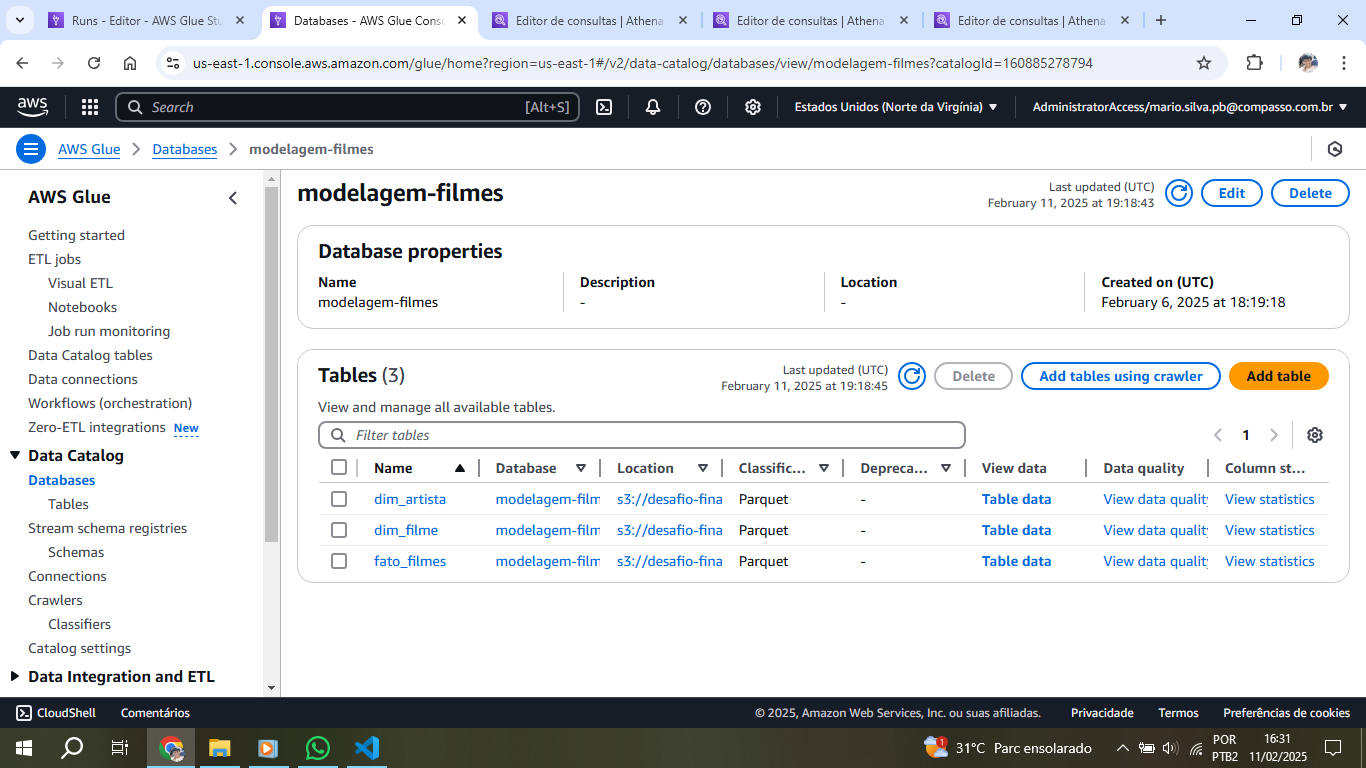 Runs - Editor - AWS Glue Stu
Databases - AWS Glue Conso
Editor de consultas | Athena
Editor de consultas | Athena
Editor de consultas | Athena
us-east-1.console.aws.amazon.com/glue/home?region=us-east-1#/v2/data-catalog/databases/view/modelagem-filmes?catalogId=160885278794
aws
Search [Alt+S]
Estados Unidos (Norte da Virgínia)
AdministratorAccess/mario.silva.pb@compasso.com.br
AWS Glue
Databases
modelagem-filmes
AWS Glue
Getting started
ETL jobs
Visual ETL
Notebooks
Job run monitoring
Data Catalog tables
Data connections
Workflows (orchestration)
Zero-ETL integrations New
Data Catalog
Databases
Tables
Stream schema registries
Schemas
Connections
Crawlers
Classifiers
Catalog settings
Data Integration and ETL
modelagem-filmes
Last updated (UTC)
February 11, 2025 at 19:18:43
Edit
Delete
Database properties
Name Description Location Created on (UTC)
modelagem-filmes - - February 6, 2025 at 18:19:18
Tables (3)
Last updated (UTC)
February 11, 2025 at 19:18:45
Delete
Add tables using crawler
Add table
View and manage all available tables.
Filter tables
1
Name Database Location Classific... Depreca... View data Data quality Column st...
dim_artista modelagem-film s3://desafio-fina Parquet - Table data View data quality View statistics
dim_filme modelagem-film s3://desafio-fina Parquet - Table data View data quality View statistics
fato_filmes modelagem-film s3://desafio-fina Parquet - Table data View data quality View statistics
CloudShell Comentários © 2025, Amazon Web Services, Inc. ou suas afiliadas. Privacidade Termos Preferências de cookies
1 31°C Parc ensolarado
POR
PTB2
16:31
11/02/2025